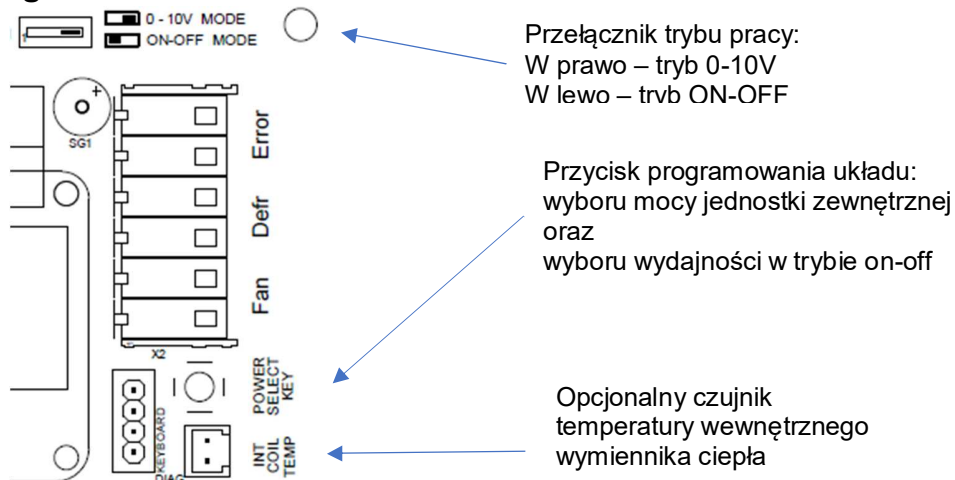 0 - 10V MODE
ON-OFF MODE
1
Przełącznik trybu pracy:
W prawo – tryb 0-10V
W lewo – tryb ON-OFF
+
SG1
Error
Defr
Fan
X2
Przycisk programowania układu:
wyboru mocy jednostki zewnętrznej
oraz
wyboru wydajności w trybie on-off
POWER
SELECT
KEY
KEYBOARD
DIAG
INT
COIL
TEMP
Opcjonalny czujnik
temperatury wewnętrznego
wymiennika ciepła